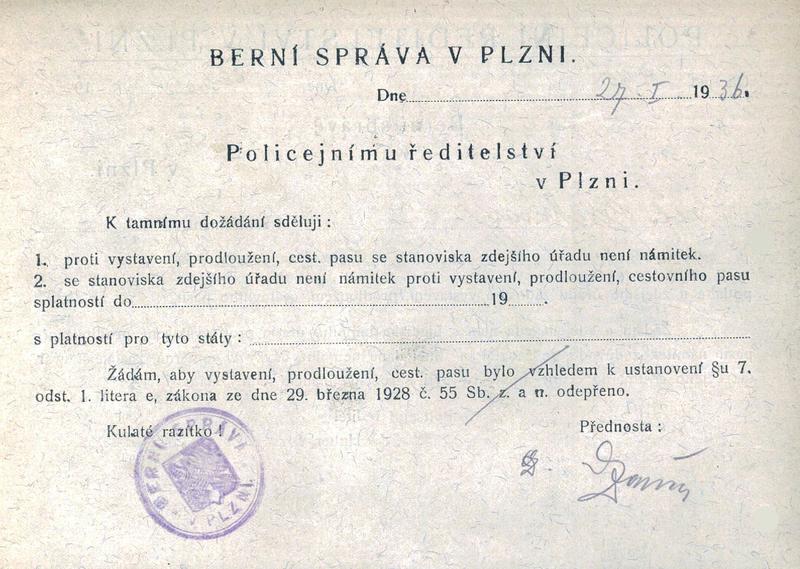 BERNÍ SPRÁVA V PLZNI.
Dne 27. I. 1936.
Policejnímu ředitelství
v Plzni.
K tamnímu dožádání sděluji :
1. proti vystavení, prodloužení, cest. pasu se stanoviska zdejšího úřadu není námitek.
2. se stanoviska zdejšího úřadu není námitek proti vystavení, prodloužení, cestovního pasu
splatností do 19 .
s platností pro tyto státy :
Žádám, aby vystavení, prodloužení, cest. pasu bylo vzhledem k ustanovení §u 7.
odst. 1. litera e, zákona ze dne 29. března 1928 č. 55 Sb. z. a n. odepřeno.
Kulaté razítko !
Přednosta :
BERNÍ SPRÁVA
V PLZNI.